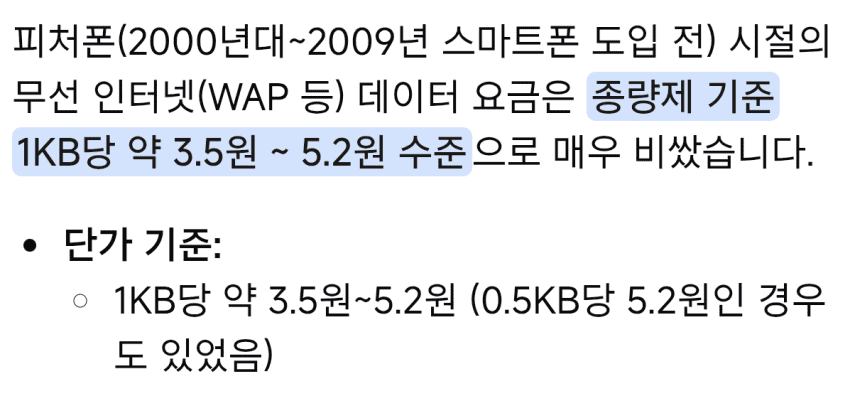 피처폰(2000년대~2009년 스마트폰 도입 전) 시절의
무선 인터넷(WAP 등) 데이터 요금은 종량제 기준
1KB당 약 3.5원 ~ 5.2원 수준으로 매우 비쌌습니다.
• 단가 기준:
○ 1KB당 약 3.5원~5.2원 (0.5KB당 5.2원인 경우
도 있었음)